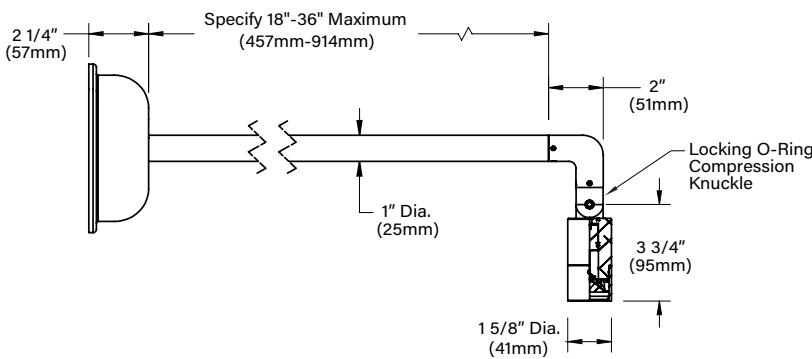 2 1/4"
(57mm)
Specify 18"-36" Maximum
(457mm-914mm)
2"
(51mm)
Locking O-Ring
Compression
Knuckle
1" Dia.
(25mm)
3 3/4"
(95mm)
1 5/8" Dia.
(41mm)